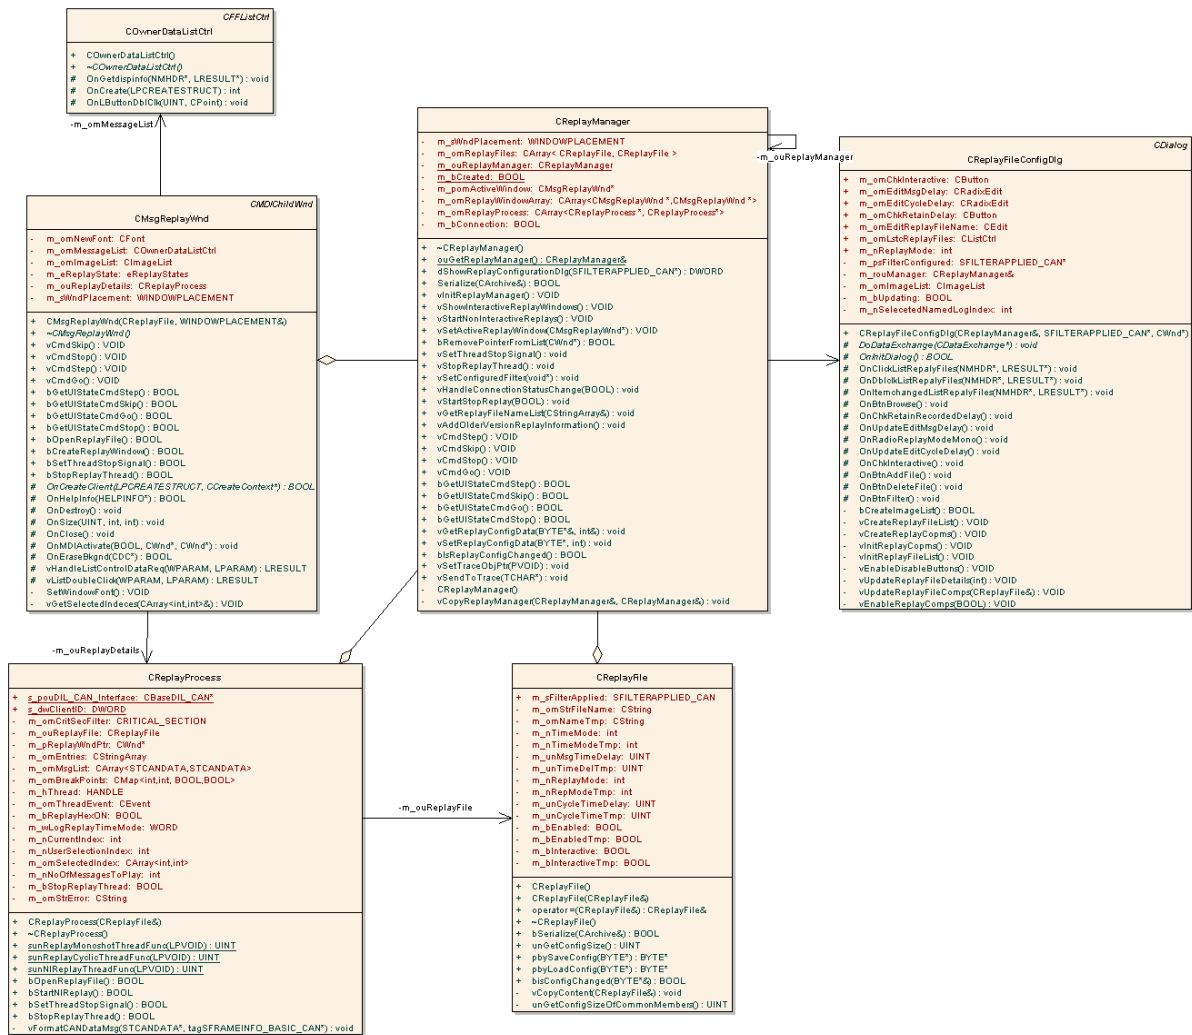 CFFListCtrl
COwnerDataListCtrl
+ COwnerDataListCtrl()
+ ~COwnerDataListCtrl()
# OnGetdispinfo(NMHDR*, LRESULT*) : void
# OnCreate(LPCREATESTRUCT) : int
# OnLButtonDblClk(UINT, CPoint) : void
-m_omMessageList
CMDIChildWnd
CMsgReplayWnd
- m_omNewFont: CFont
- m_omMessageList: COwnerDataListCtrl
- m_omImageList: CImageList
- m_eReplayState: eReplayStates
- m_ouReplayDetails: CReplayProcess
- m_sWndPlacement: WINDOWPLACEMENT
+ CMsgReplayWnd(CReplayFile, WINDOWPLACEMENT&)
+ ~CMsgReplayWnd()
+ vCmdSkip() : VOID
+ vCmdStop() : VOID
+ vCmdStep() : VOID
+ vCmdGo() : VOID
+ bGetUIStateCmdStep() : BOOL
+ bGetUIStateCmdSkip() : BOOL
+ bGetUIStateCmdGo() : BOOL
+ bGetUIStateCmdStop() : BOOL
+ bOpenReplayFile() : BOOL
+ bCreateReplayWindow() : BOOL
+ bSetThreadStopSignal() : BOOL
+ bStopReplayThread() : BOOL
# OnCreateClient(LPCREATESTRUCT, CCreateContext*) : BOOL
# OnHelpInfo(HELPINFO*) : BOOL
# OnDestroy() : void
# OnSize(UINT, int, int) : void
# OnClose() : void
# OnMDIActivate(BOOL, CWnd*, CWnd*) : void
# OnEraseBkgnd(CDC*) : BOOL
# vHandleListControlDataReq(WPARAM, LPARAM) : LRESULT
# vListDoubleClick(WPARAM, LPARAM) : LRESULT
- SetWindowFont() : VOID
- vGetSelectedIndeces(CArray<int,int>&) : VOID
CReplayManager
- m_sWndPlacement: WINDOWPLACEMENT
- m_omReplayFiles: CArray< CReplayFile, CReplayFile >
- m_ouReplayManager: CReplayManager
- m_bCreated: BOOL
- m_pomActiveWindow: CMsgReplayWnd*
- m_omReplayWindowArray: CArray<CMsgReplayWnd *,CMsgReplayWnd *>
- m_omReplayProcess: CArray<CReplayProcess *, CReplayProcess*>
- m_bConnection: BOOL
+ ~CReplayManager()
+ ouGetReplayManager() : CReplayManager&
+ dShowReplayConfigurationDlg(SFILTERAPPLIED_CAN*) : DWORD
+ Serialize(CArchive&) : BOOL
+ vInitReplayManager() : VOID
+ vShowInteractiveReplayWindows() : VOID
+ vStartNonInteractiveReplays() : VOID
+ vSetActiveReplayWindow(CMsgReplayWnd*) : VOID
+ bRemovePointerFromList(CWnd*) : BOOL
+ vSetThreadStopSignal() : void
+ vStopReplayThread() : void
+ vSetConfiguredFilter(void*) : void
+ vHandleConnectionStatusChange(BOOL) : void
+ vStartStopReplay(BOOL) : void
+ vGetReplayFileNameList(CStringArray&) : void
+ vAddOlderVersionReplayInformation() : void
+ vCmdStep() : VOID
+ vCmdSkip() : VOID
+ vCmdStop() : VOID
+ vCmdGo() : VOID
+ bGetUIStateCmdStep() : BOOL
+ bGetUIStateCmdSkip() : BOOL
+ bGetUIStateCmdGo() : BOOL
+ bGetUIStateCmdStop() : BOOL
+ vGetReplayConfigData(BYTE*&, int&) : void
+ vSetReplayConfigData(BYTE*, int) : void
+ bIsReplayConfigChanged() : BOOL
+ vSetTraceObjPtr(PVOID) : void
+ vSendToTrace(TCHAR*) : void
- CReplayManager()
- vCopyReplayManager(CReplayManager&, CReplayManager&) : void
-m_ouReplayManager
CDialog
CReplayFileConfigDlg
+ m_omChkInteractive: CButton
+ m_omEditMsgDelay: CRadixEdit
+ m_omEditCycleDelay: CRadixEdit
+ m_omChkRetainDelay: CButton
+ m_omEditReplayFileName: CEdit
+ m_omLstcReplayFiles: CListCtrl
+ m_nReplayMode: int
- m_psFilterConfigured: SFILTERAPPLIED_CAN*
- m_rouManager: CReplayManager&
- m_omImageList: CImageList
- m_bUpdating: BOOL
- m_nSelecetedNamedLogIndex: int
+ CReplayFileConfigDlg(CReplayManager&, SFILTERAPPLIED_CAN*, CWnd*)
# DoDataExchange(CDataExchange*) : void
# OnInitDialog() : BOOL
# OnClickListRepalyFiles(NMHDR*, LRESULT*) : void
# OnDblclkListRepalyFiles(NMHDR*, LRESULT*) : void
# OnItemchangedListRepalyFiles(NMHDR*, LRESULT*) : void
# OnBtnBrowse() : void
# OnChkRetainRecordedDelay() : void
# OnUpdateEditMsgDelay() : void
# OnRadioReplayModeMono() : void
# OnUpdateEditCycleDelay() : void
# OnChkInteractive() : void
# OnBtnAddFile() : void
# OnBtnDeleteFile() : void
# OnBtnFilter() : void
- bCreateImageList() : BOOL
- vCreateReplayFileList() : VOID
- vCreateReplayCopms() : VOID
- vInitReplayCopms() : VOID
- vInitReplayFileList() : VOID
- vEnableDisableButtons() : VOID
- vUpdateReplayFileDetails(int) : VOID
- vUpdateReplayFileComps(CReplayFile&) : VOID
- vEnableReplayComps(BOOL) : VOID
-m_ouReplayDetails
CReplayProcess
+ s_pouDIL_CAN_Interface: CBaseDIL_CAN*
+ s_dwClientID: DWORD
- m_omCritSecFilter: CRITICAL_SECTION
- m_ouReplayFile: CReplayFile
- m_pReplayWndPtr: CWnd*
- m_omEntries: CStringArray
- m_omMsgList: CArray<STCANDATA,STCANDATA>
- m_omBreakPoints: CMap<int,int, BOOL,BOOL>
- m_hThread: HANDLE
- m_omThreadEvent: CEvent
- m_bReplayHexON: BOOL
- m_wLogReplayTimeMode: WORD
- m_nCurrentIndex: int
- m_nUserSelectionIndex: int
- m_omSelectedIndex: CArray<int,int>
- m_nNoOfMessagesToPlay: int
- m_bStopReplayThread: BOOL
- m_omStrError: CString
+ CReplayProcess(CReplayFile&)
+ ~CReplayProcess()
+ sunReplayMonoshotThreadFunc(LPVOID) : UINT
+ sunReplayCyclicThreadFunc(LPVOID) : UINT
+ sunNIReplayThreadFunc(LPVOID) : UINT
+ bOpenReplayFile() : BOOL
+ bStartNIReplay() : BOOL
+ bSetThreadStopSignal() : BOOL
+ bStopReplayThread() : BOOL
- vFormatCANDataMsg(STCANDATA*, tagSFRAMEINFO_BASIC_CAN*) : void
-m_ouReplayFile
CReplayFile
+ m_sFilterApplied: SFILTERAPPLIED_CAN
- m_omStrFileName: CString
- m_omNameTmp: CString
- m_nTimeMode: int
- m_nTimeModeTmp: int
- m_unMsgTimeDelay: UINT
- m_unTimeDelTmp: UINT
- m_nReplayMode: int
- m_nRepModeTmp: int
- m_unCycleTimeDelay: UINT
- m_unCycleTimeTmp: UINT
- m_bEnabled: BOOL
- m_bEnabledTmp: BOOL
- m_bInteractive: BOOL
- m_bInteractiveTmp: BOOL
+ CReplayFile()
+ CReplayFile(CReplayFile&)
+ operator =(CReplayFile&) : CReplayFile&
+ ~CReplayFile()
+ bSerialize(CArchive&) : BOOL
+ unGetConfigSize() : UINT
+ pbySaveConfig(BYTE*) : BYTE*
+ pbyLoadConfig(BYTE*) : BYTE*
+ bIsConfigChanged(BYTE*&) : BOOL
- vCopyContent(CReplayFile&) : void
- unGetConfigSizeOfCommonMembers() : UINT